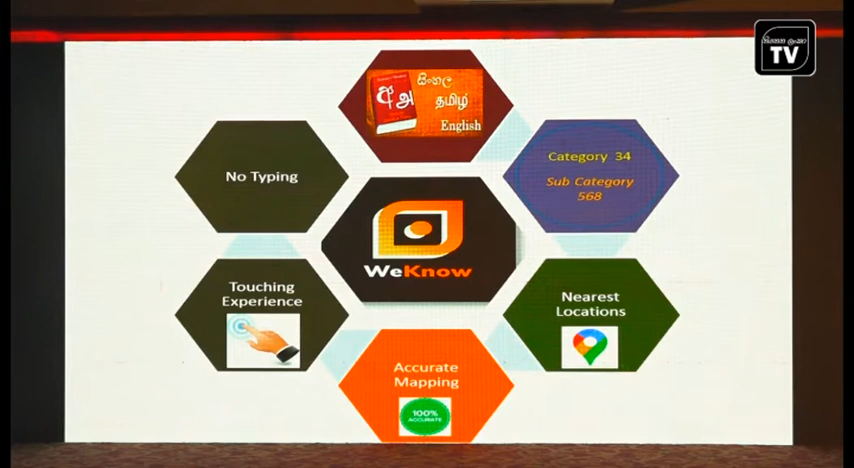 TV
සිංහල
அ
தமிழ்
English
No Typing
Category 34
Sub Category
568
WeKnow
Touching
Experience
Nearest
Locations
Accurate
Mapping
100%
ACCURATE